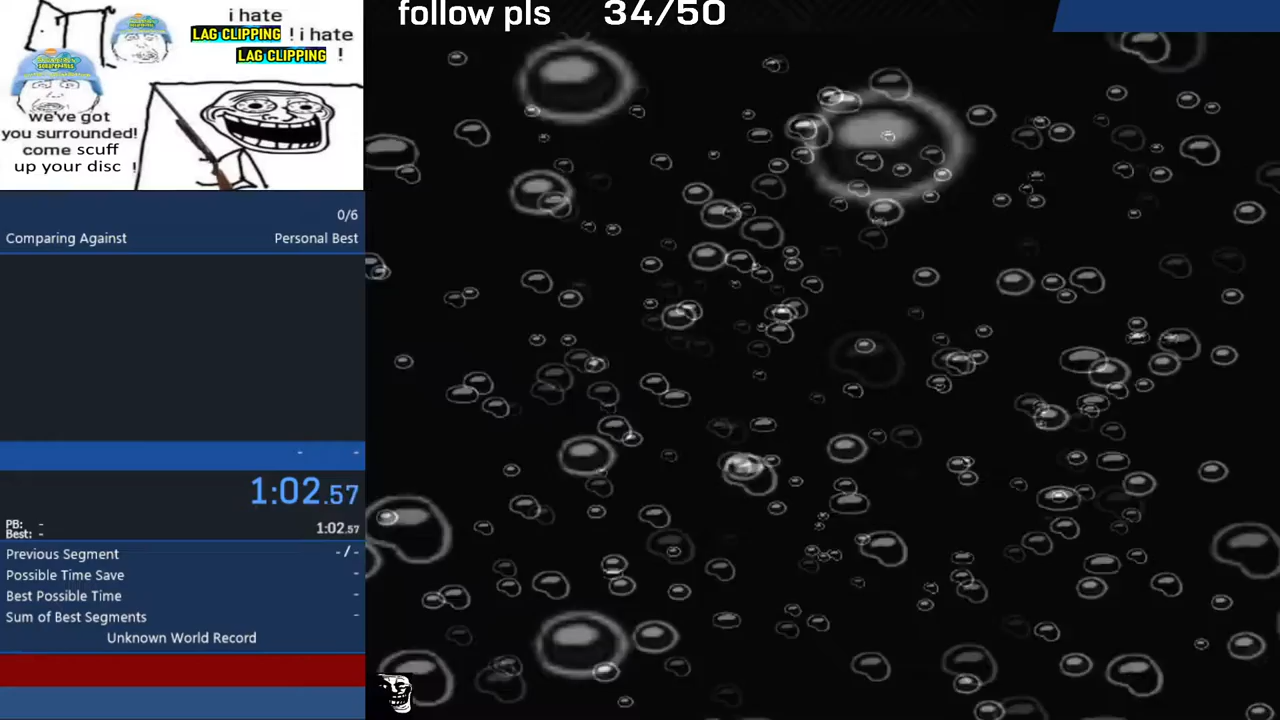 follow pls 34/50
i hate
LAG CLIPPING ! i hate
LAG CLIPPING !
we've got
you surrounded!
come scuff
up your disc !
0/6
Comparing Against Personal Best
- -
1:02.57
PB: -
Best: - 1:02.57
Previous Segment - / -
Possible Time Save -
Best Possible Time -
Sum of Best Segments -
Unknown World Record